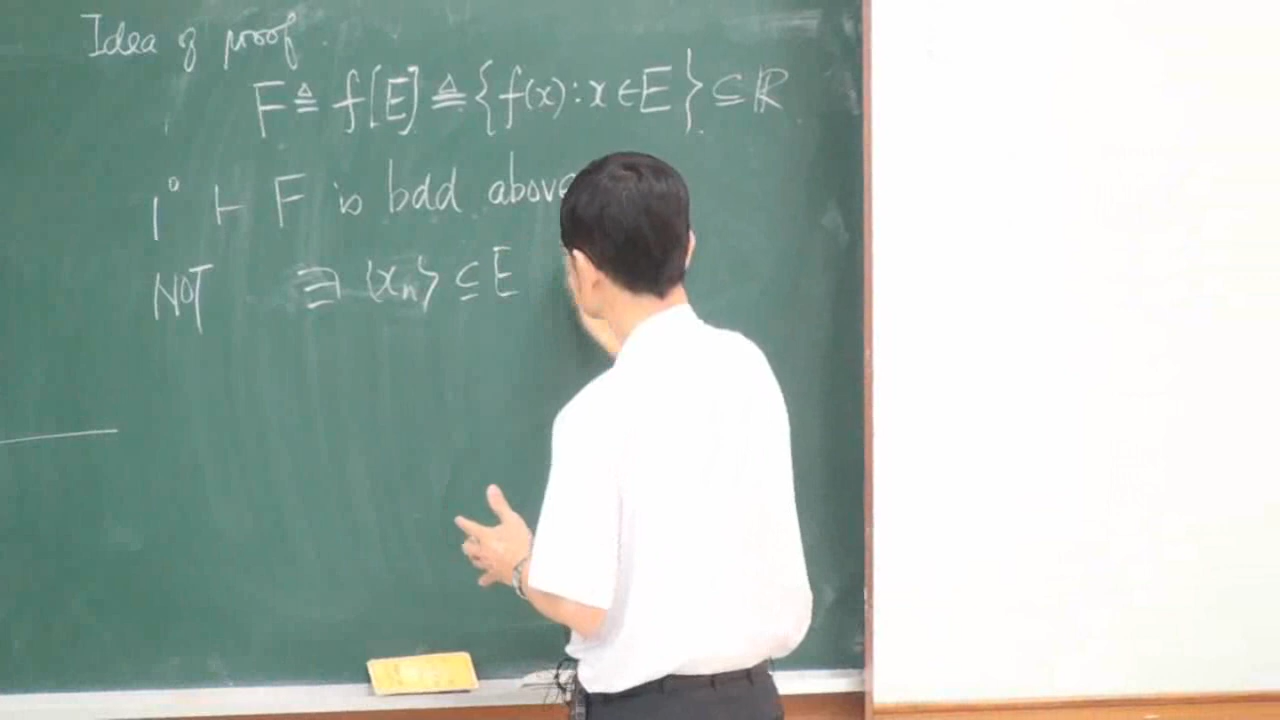 Idea of proof
F ≜ f[E] ≜ {f(x) : x ∈ E} ⊆ ℝ
1° ⊢ F is bdd above
NOT ∃ {xn} ⊆ E